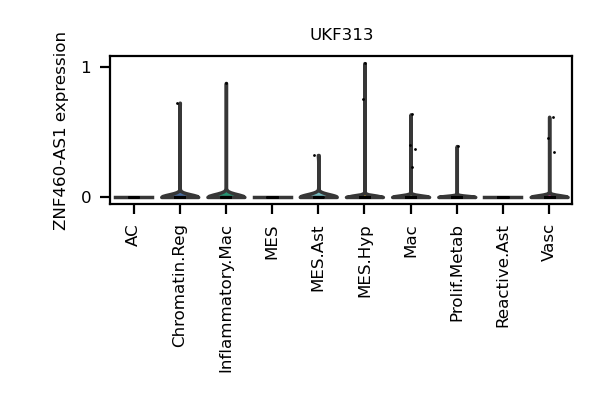 UKF313
ZNF460-AS1 expression
1
0
AC
Chromatin.Reg
Inflammatory.Mac
MES
MES.Ast
MES.Hyp
Mac
Prolif.Metab
Reactive.Ast
Vasc